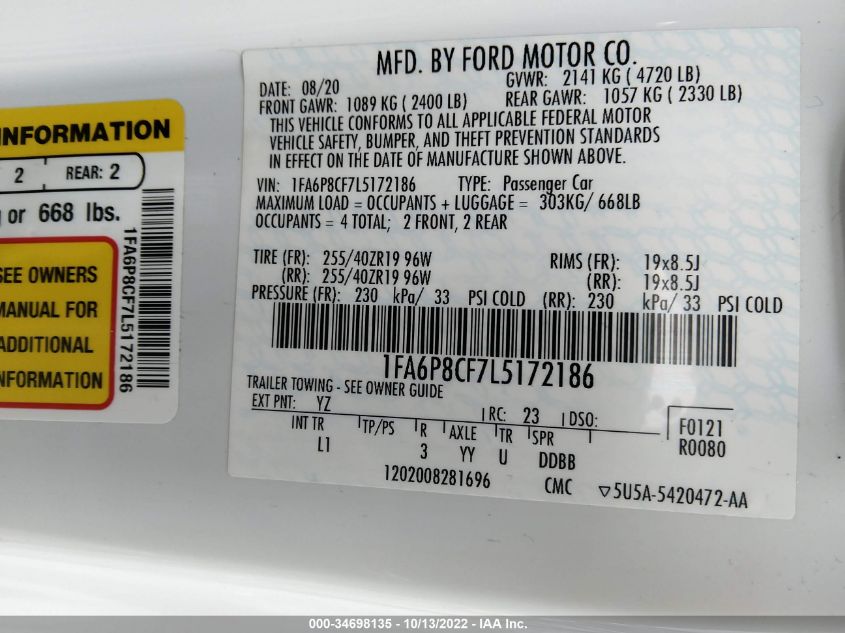 INFORMATION
2 REAR: 2
or 668 lbs.
SEE OWNERS
MANUAL FOR
ADDITIONAL
INFORMATION
1FA6P8CF7L5172186
MFD. BY FORD MOTOR CO.
DATE: 08/20 GVWR: 2141 KG ( 4720 LB)
FRONT GAWR: 1089 KG ( 2400 LB) REAR GAWR: 1057 KG ( 2330 LB)
THIS VEHICLE CONFORMS TO ALL APPLICABLE FEDERAL MOTOR
VEHICLE SAFETY, BUMPER, AND THEFT PREVENTION STANDARDS
IN EFFECT ON THE DATE OF MANUFACTURE SHOWN ABOVE.
VIN: 1FA6P8CF7L5172186 TYPE: Passenger Car
MAXIMUM LOAD = OCCUPANTS + LUGGAGE = 303KG/ 668LB
OCCUPANTS = 4 TOTAL; 2 FRONT, 2 REAR
TIRE (FR): 255/40ZR19 96W RIMS (FR): 19x8.5J
(RR): 255/40ZR19 96W (RR): 19x8.5J
PRESSURE (FR): 230 kPa/ 33 PSI COLD (RR): 230 kPa/ 33 PSI COLD
1FA6P8CF7L5172186
TRAILER TOWING - SEE OWNER GUIDE
EXT PNT: YZ RC: 23 DSO: F0121
INT TR TP/PS R AXLE TR SPR R0080
L1 3 YY U DDBB
1202008281696 CMC ▽5U5A-5420472-AA
000-34698135 - 10/13/2022 - IAA Inc.